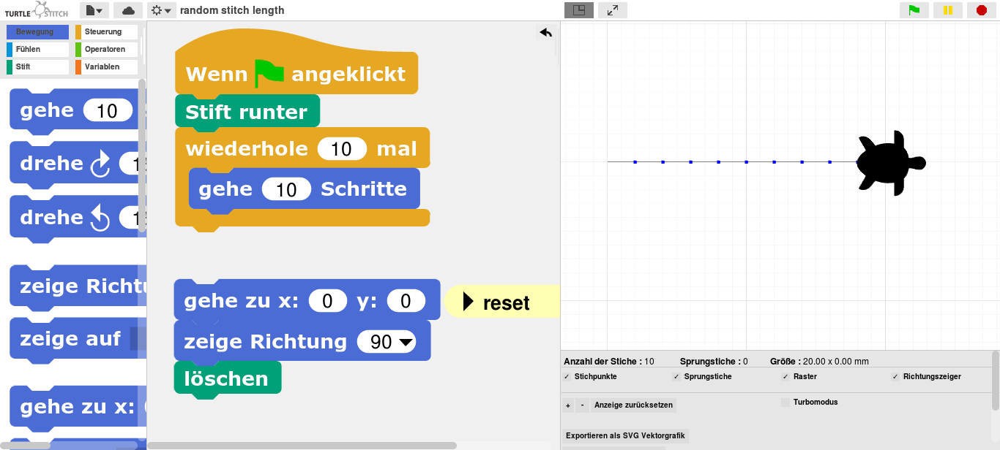 TURTLE STITCH
random stitch length
Bewegung
Steuerung
Fühlen
Operatoren
Stift
Variablen
gehe 10
drehe
drehe
zeige Richtu
zeige auf
gehe zu x:
Wenn angeklickt
Stift runter
wiederhole 10 mal
gehe 10 Schritte
gehe zu x: 0 y: 0
reset
zeige Richtung 90
löschen
Anzahl der Stiche : 10 Sprungstiche : 0 Größe : 20.00 x 0.00 mm
✓ Stichpunkte ✓ Sprungstiche ✓ Raster ✓ Richtungszeiger
+ - Anzeige zurücksetzen Turbomodus
Exportieren als SVG Vektorgrafik